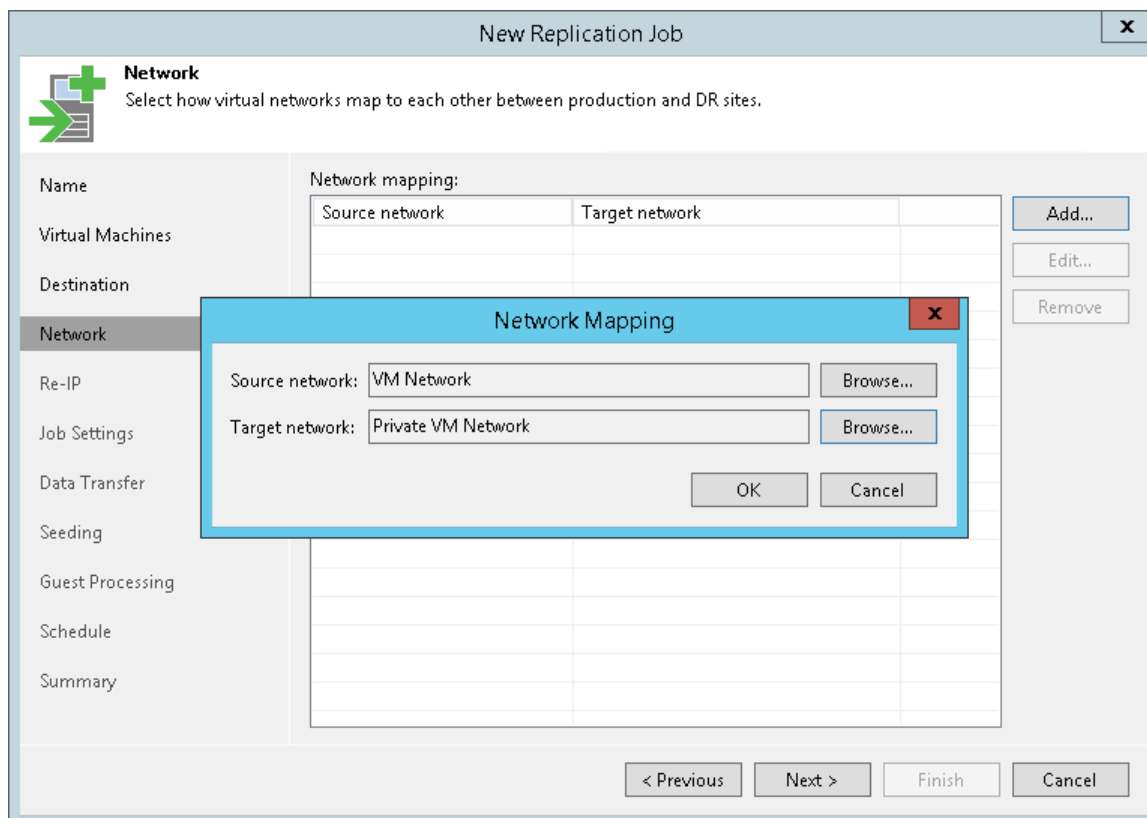 New Replication Job
x
Network
Select how virtual networks map to each other between production and DR sites.
Name
Virtual Machines
Destination
Network
Re-IP
Job Settings
Data Transfer
Seeding
Guest Processing
Schedule
Summary
Network mapping:
Source network Target network
Add...
Edit...
Remove
Network Mapping
x
Source network: VM Network Browse...
Target network: Private VM Network Browse...
OK Cancel
< Previous Next > Finish Cancel